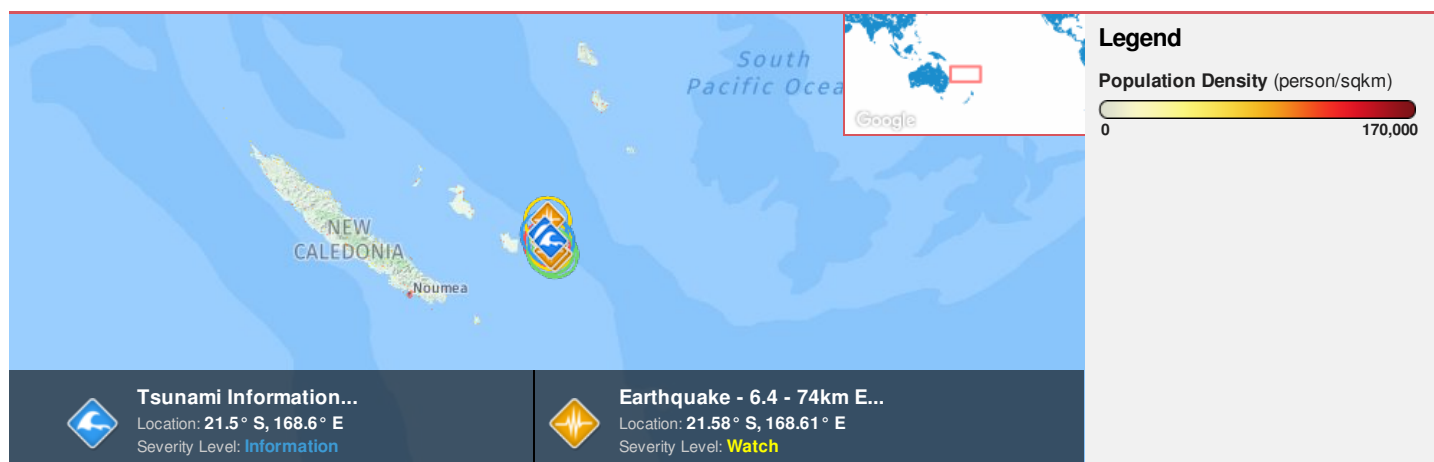 South
Pacific Ocea
Google
NEW
CALEDONIA
Noumea
Legend
Population Density (person/sqkm)
0 170,000
Tsunami Information...
Location: 21.5° S, 168.6° E
Severity Level: Information
Earthquake - 6.4 - 74km E...
Location: 21.58° S, 168.61° E
Severity Level: Watch